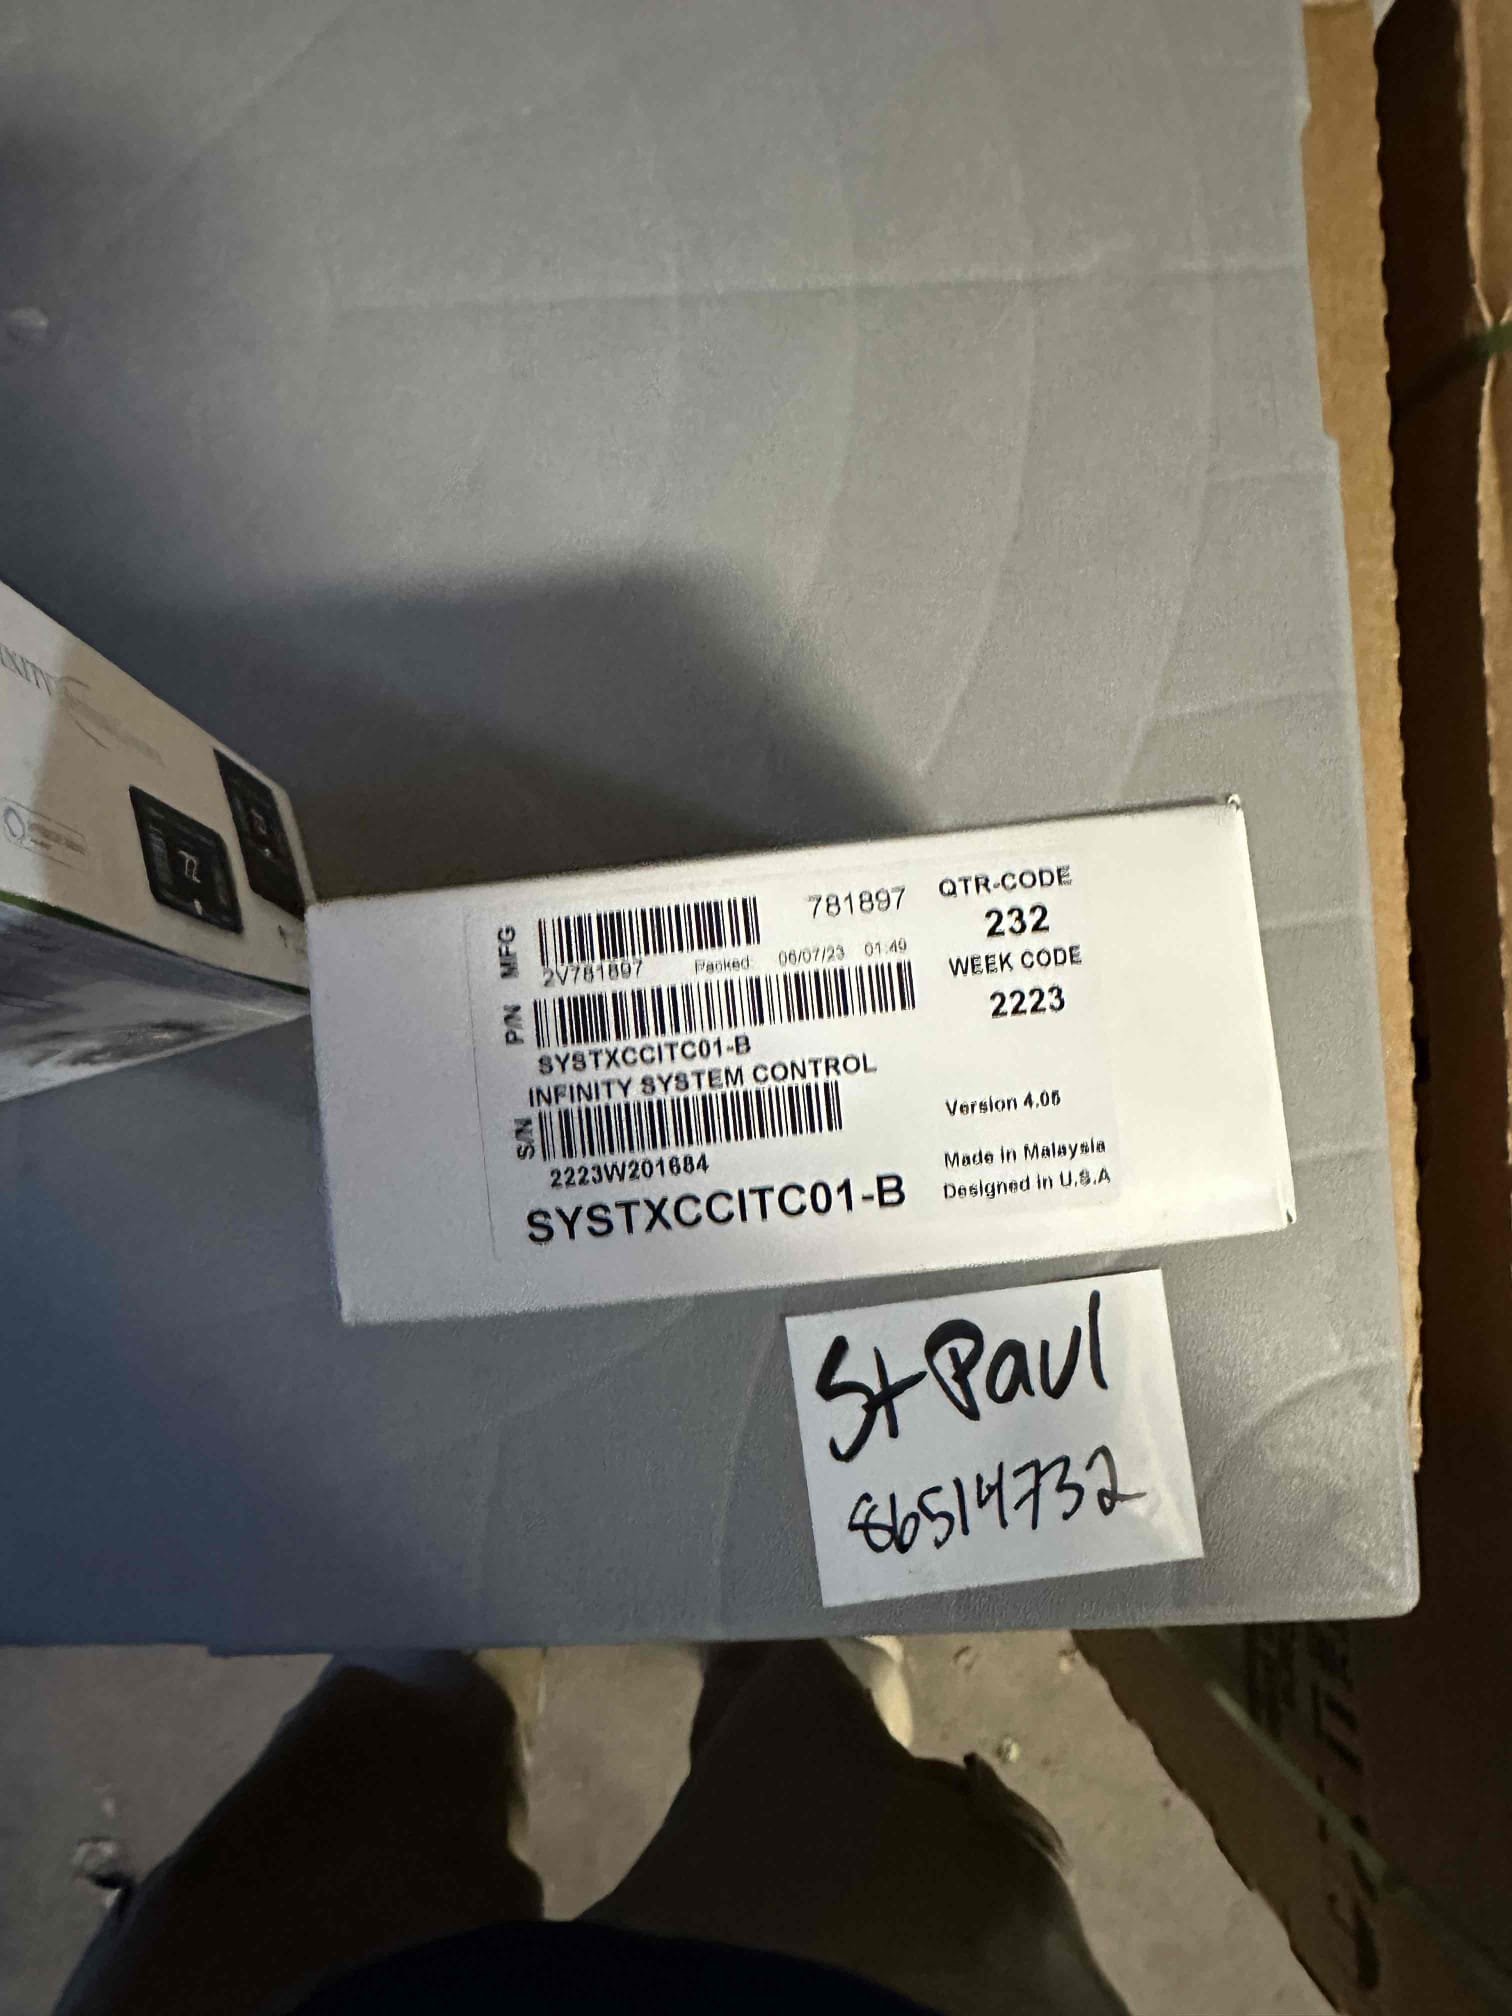 72
MFG
781897
QTR-CODE
232
2V781897
Packed: 06/07/23 01:49
WEEK CODE
2223
P/N
SYSTXCCITC01-B
INFINITY SYSTEM CONTROL
Version 4.05
S/N
2223W201684
Made in Malaysia
Designed in U.S.A
SYSTXCCITC01-B
St Paul
86514732